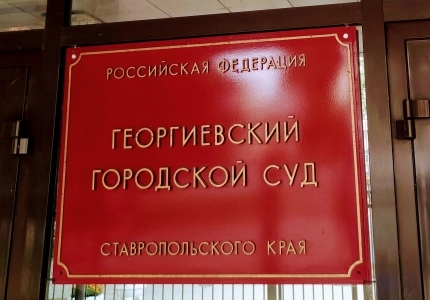 РОССИЙСКАЯ ФЕДЕРАЦИЯ
ГЕОРГИЕВСКИЙ
ГОРОДСКОЙ СУД
СТАВРОПОЛЬСКОГО КРАЯ